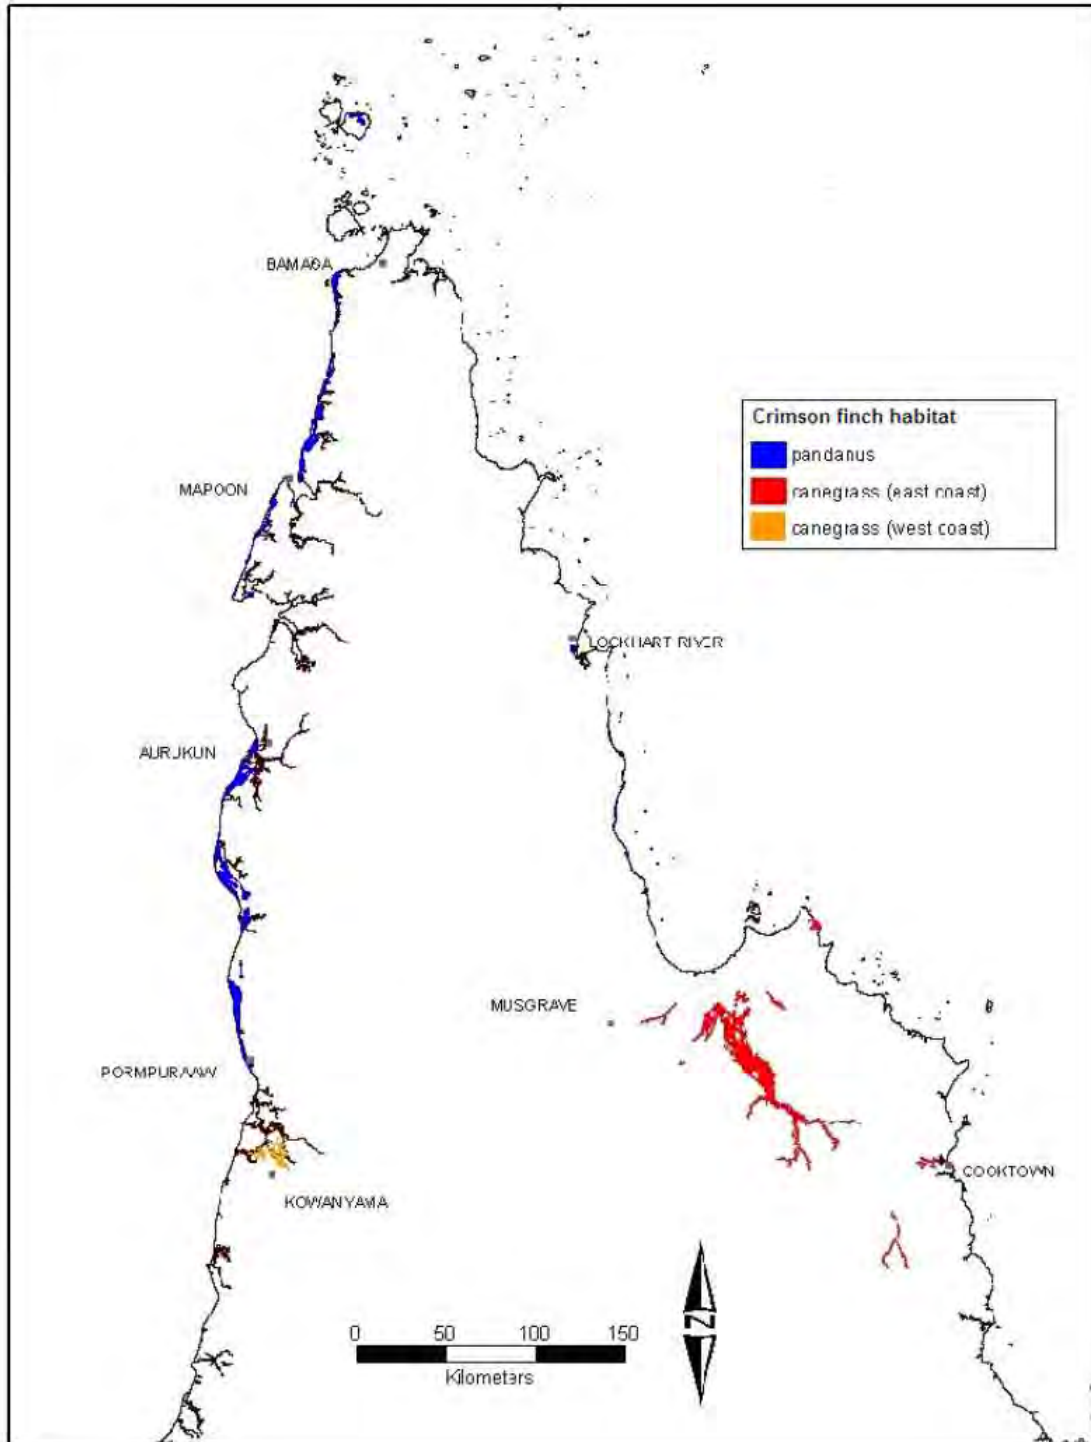 BAMAGA
Crimson finch habitat
pandanus
canegrass (east coast)
canegrass (west coast)
MAPOON
LOCKHART RIVER
AURUKUN
MUSGRAVE
PORMPURAAW
COOKTOWN
KOWANYAMA
0 50 100 150
Kilometers
N